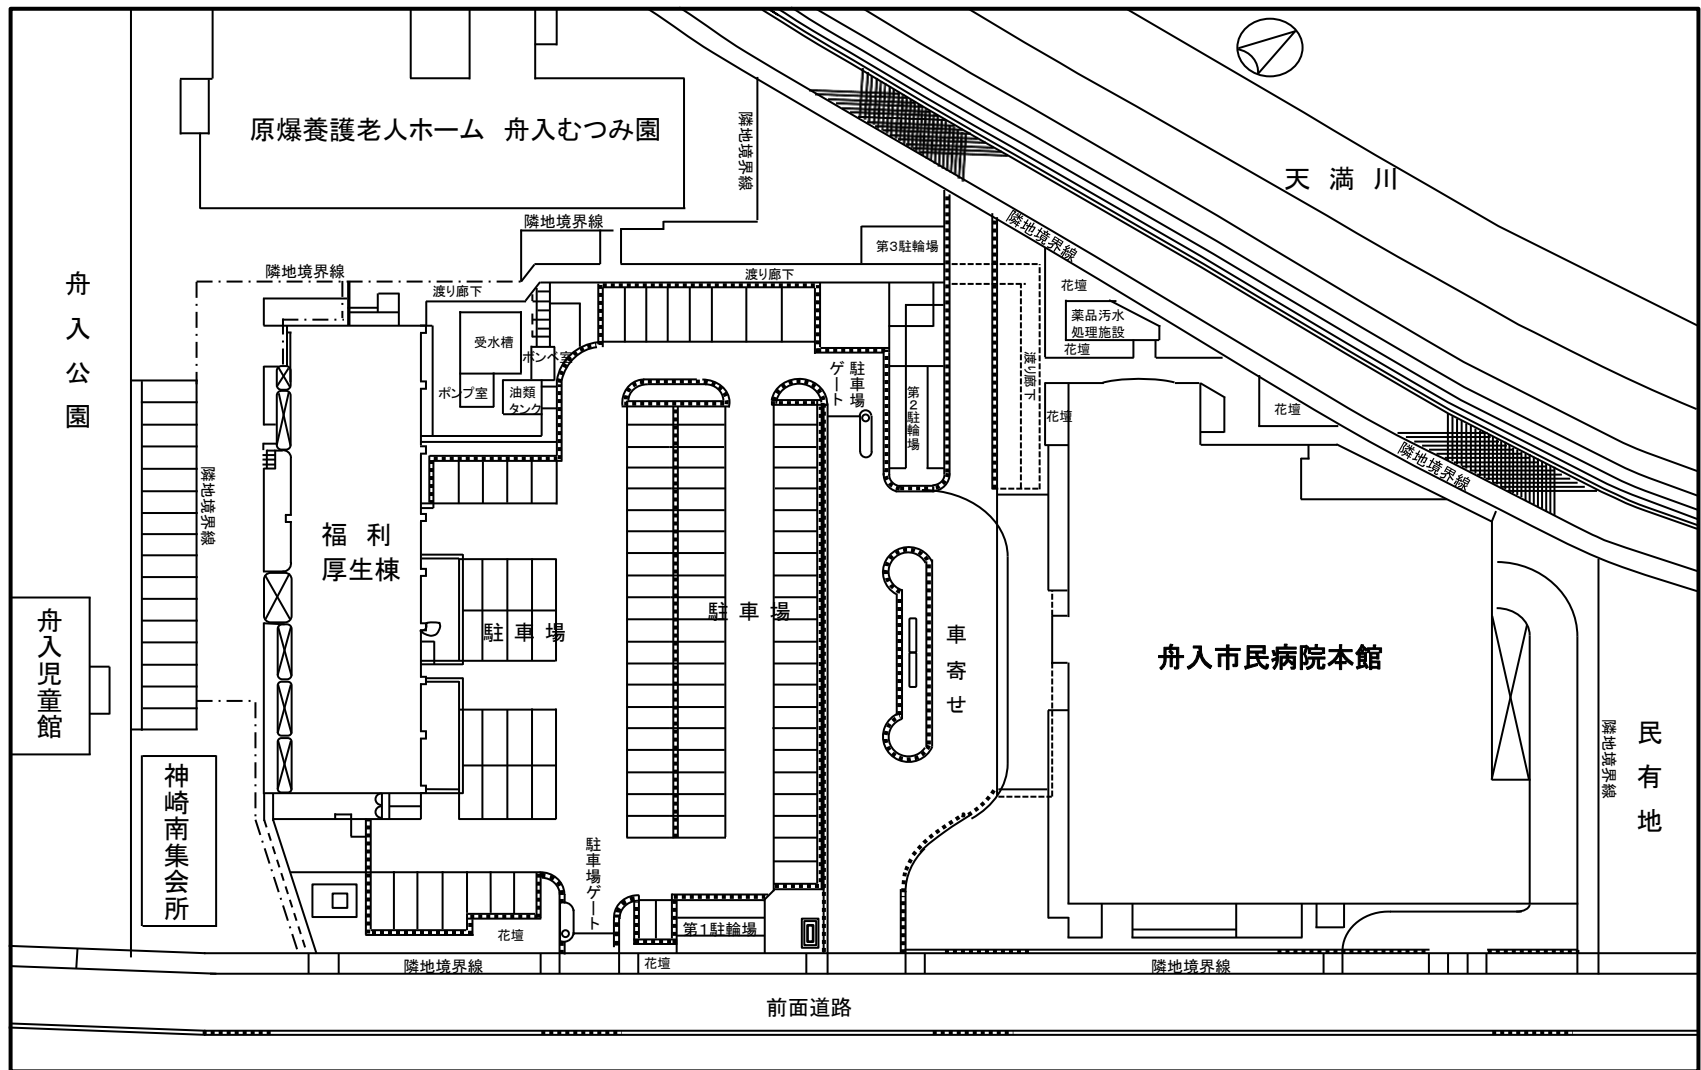 原爆養護老人ホーム 舟入むつみ園
隣地境界線
天満川
隣地境界線
第3駐輪場
隣地境界線
隣地境界線
渡り廊下
渡り廊下
花壇
薬品汚水
処理施設
花壇
受水槽
ボンベ室
ポンプ室
油類
タンク
駐車場
ゲート
第2駐輪場
渡り廊下
花壇
花壇
隣地境界線
舟入公園
隣地境界線
福利
厚生棟
駐車場
駐車場
車寄せ
舟入市民病院本館
舟入児童館
隣地境界線
民有地
神崎南集会所
駐車場ゲート
花壇
第1駐輪場
隣地境界線
花壇
隣地境界線
前面道路